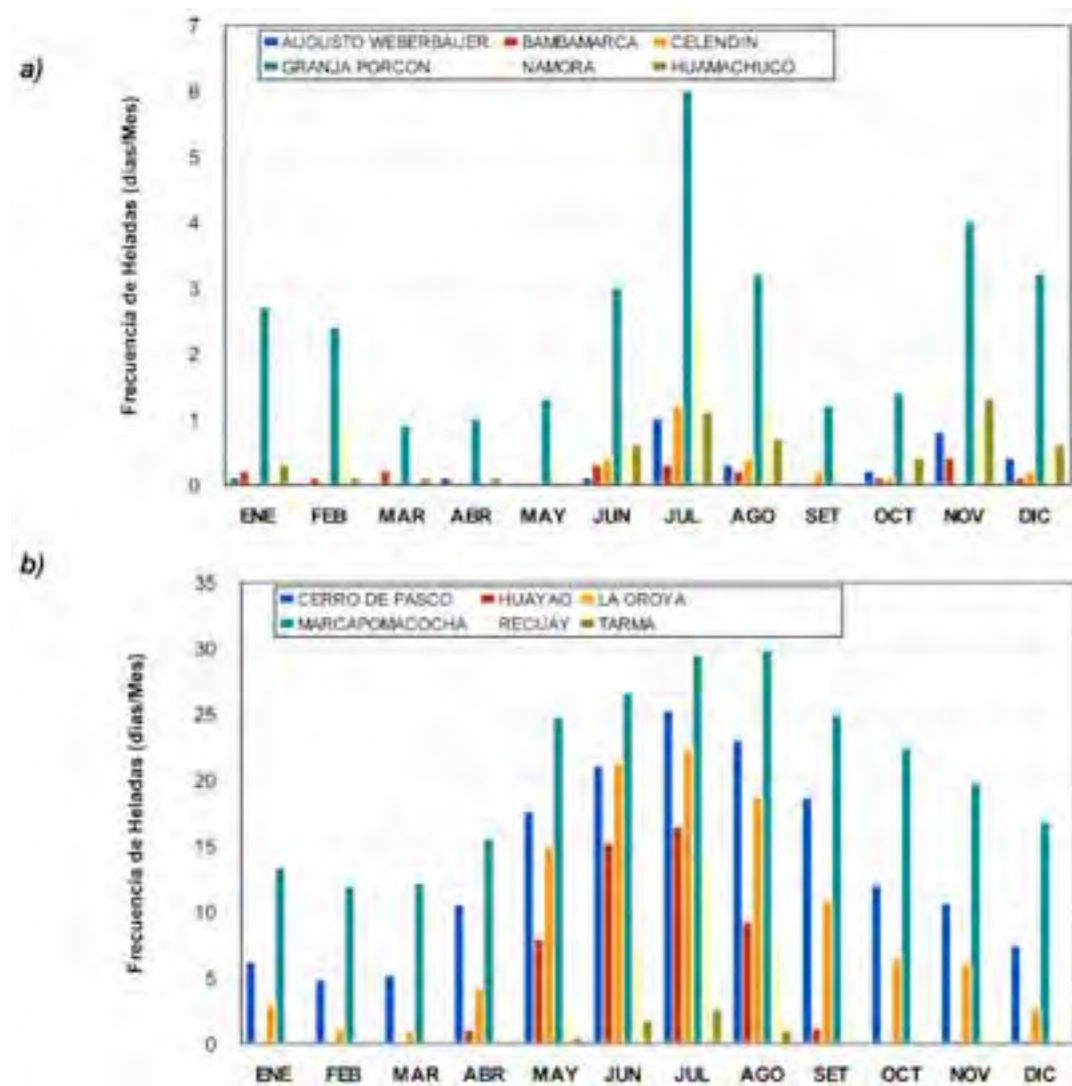 a)
Frecuencia de Heladas (dias/Mes)
7
6
5
4
3
2
1
0
AUGUSTO WEBERBAUER BAMBAMARCA CELENDIN
GRANJA PORCON NAMORA HUAMACHUCO
ENE FEB MAR ABR MAY JUN JUL AGO SET OCT NOV DIC
b)
Frecuencia de Heladas (dias/Mes)
35
30
25
20
15
10
5
0
CERRO DE PASCO HUAYAO LA OROYA
MARCAPOMACOCHA RECUAY TARMA
ENE FEB MAR ABR MAY JUN JUL AGO SET OCT NOV DIC